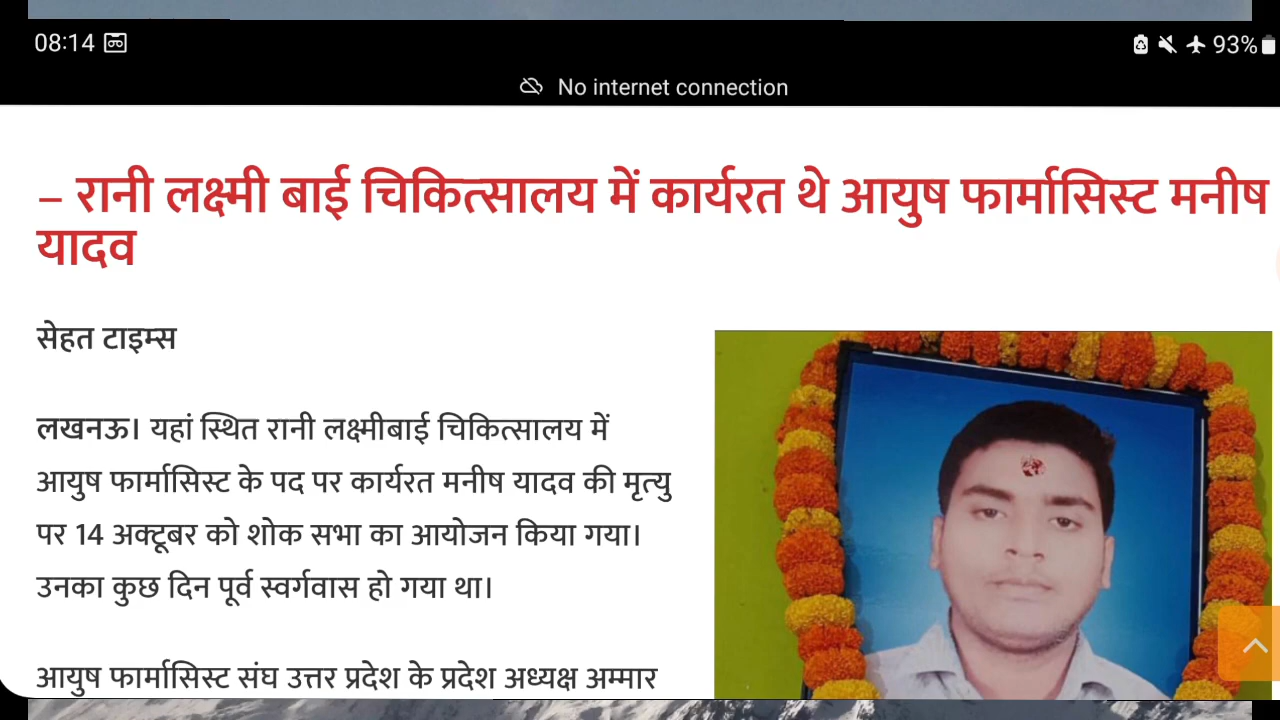 08:14
93%
No internet connection
– रानी लक्ष्मी बाई चिकित्सालय में कार्यरत थे आयुष फार्मासिस्ट मनीष
यादव
सेहत टाइम्स
लखनऊ। यहां स्थित रानी लक्ष्मीबाई चिकित्सालय में
आयुष फार्मासिस्ट के पद पर कार्यरत मनीष यादव की मृत्यु
पर 14 अक्टूबर को शोक सभा का आयोजन किया गया।
उनका कुछ दिन पूर्व स्वर्गवास हो गया था।
आयुष फार्मासिस्ट संघ उत्तर प्रदेश के प्रदेश अध्यक्ष अम्मार